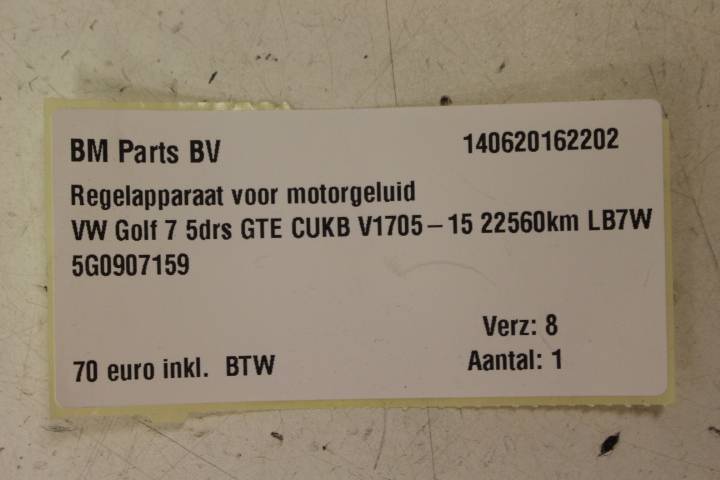 BM Parts BV 140620162202
Regelapparaat voor motorgeluid
VW Golf 7 5drs GTE CUKB V1705-15 22560km LB7W
5G0907159
Verz: 8
70 euro inkl. BTW Aantal: 1